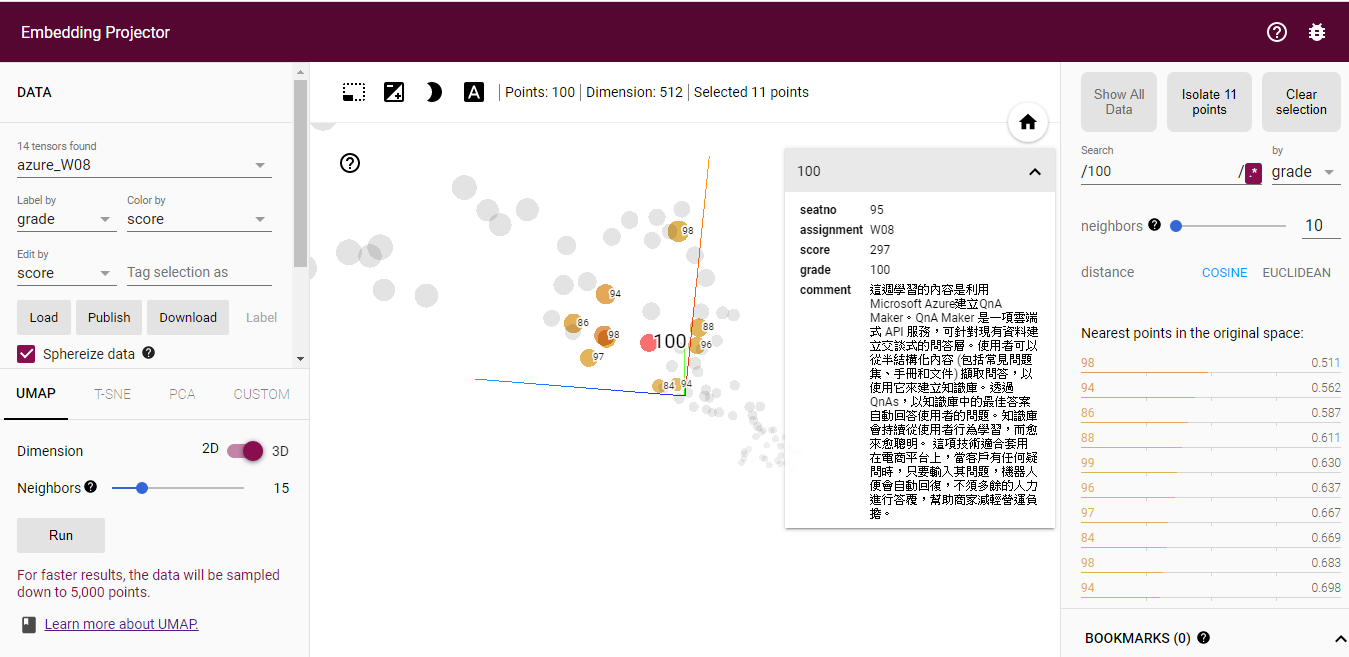 Embedding Projector
DATA
14 tensors found
azure_W08
Label by
Color by
grade
score
Edit by
score
Tag selection as
Load
Publish
Download
Label
Sphereize data
UMAP
T-SNE
PCA
CUSTOM
Dimension
2D
3D
Neighbors
15
Run
For faster results, the data will be sampled
down to 5,000 points.
Learn more about UMAP.
A
Points: 100
Dimension: 512
Selected 11 points
98
94
86
98
97
88
96
100
84
94
100
seatno 95
assignment W08
score 297
grade 100
comment 這週學習的內容是利用
Microsoft Azure建立QnA
Maker。QnA Maker 是一項雲端
式 API 服務，可針對現有資料建
立交談式的問答層。使用者可以
從半結構化內容 (包括常見問題
集、手冊和文件) 擷取問答，以
使用它來建立知識庫。透過
QnAs，以知識庫中的最佳答案
自動回答使用者的問題。知識庫
會持續從使用者行為學習，而愈
來愈聰明。 這項技術適合套用
在電商平台上，當客戶有任何疑
問時，只要輸入其問題，機器人
便會自動回復，不須多餘的人力
進行答覆，幫助商家減輕營運負
擔。
Show All
Data
Isolate 11
points
Clear
selection
Search
by
/100
/
.*
grade
neighbors
10
distance
COSINE
EUCLIDEAN
Nearest points in the original space:
98 0.511
94 0.562
86 0.587
88 0.611
99 0.630
96 0.637
97 0.667
84 0.669
98 0.683
94 0.698
BOOKMARKS (0)